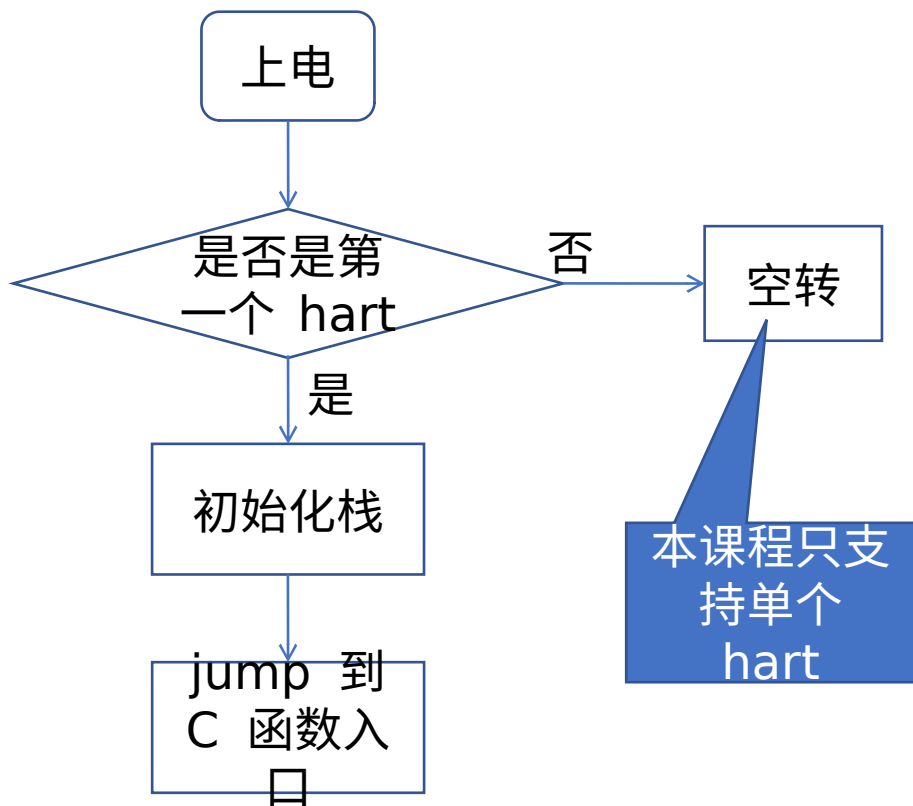 上电
是否是第
一个 hart
否
空转
是
初始化栈
本课程只支
持单个
hart
jump 到
C 函数入
口